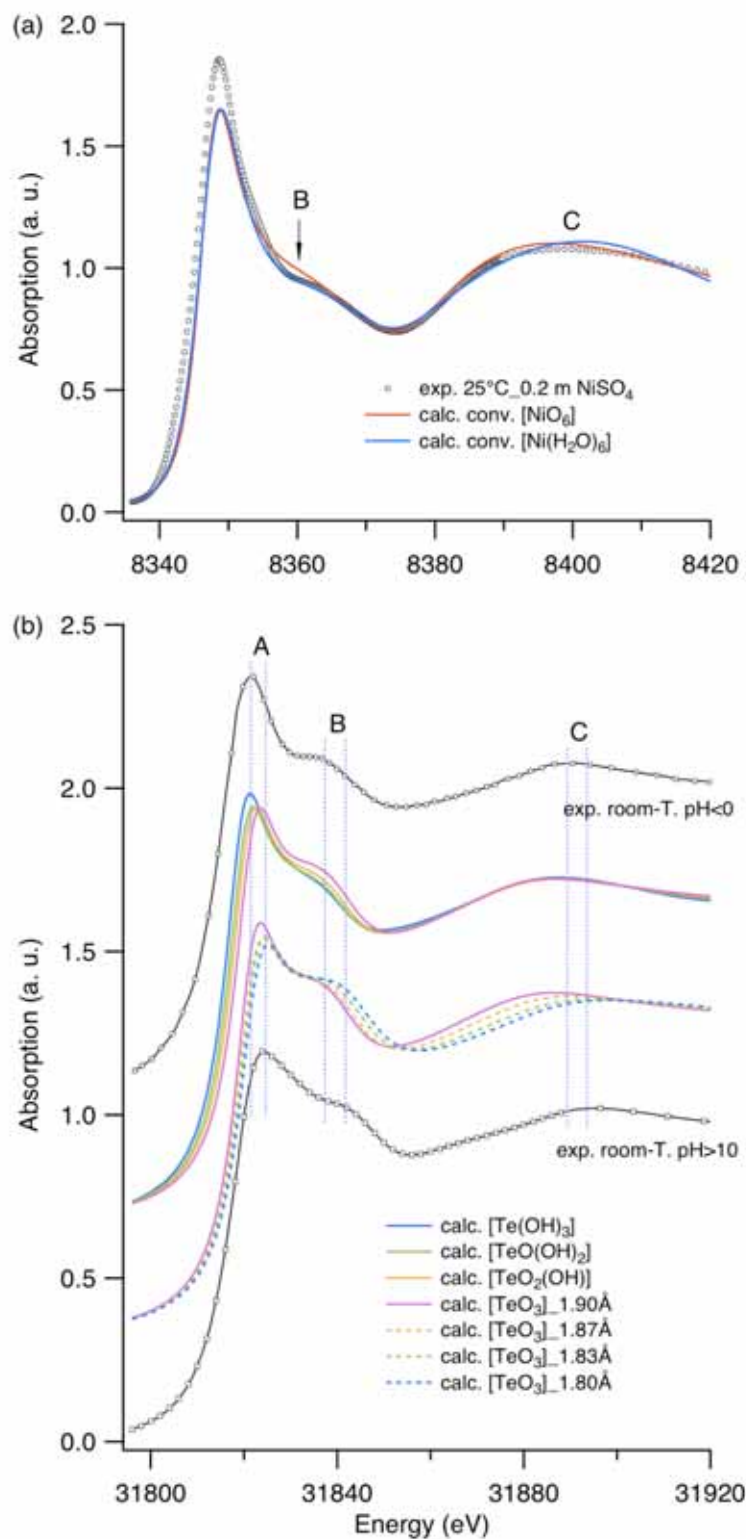 (a)
2.0
1.5
1.0
0.5
0.0
Absorption (a. u.)
B
C
exp. 25°C_0.2 m NiSO4
calc. conv. [NiO6]
calc. conv. [Ni(H2O)6]
8340
8360
8380
8400
8420
(b)
2.5
2.0
1.5
1.0
0.5
0.0
Absorption (a. u.)
A
B
C
exp. room-T. pH<0
exp. room-T. pH>10
calc. [Te(OH)3]
calc. [TeO(OH)2]
calc. [TeO2(OH)]
calc. [TeO3]_1.90Å
calc. [TeO3]_1.87Å
calc. [TeO3]_1.83Å
calc. [TeO3]_1.80Å
31800
31840
31880
31920
Energy (eV)